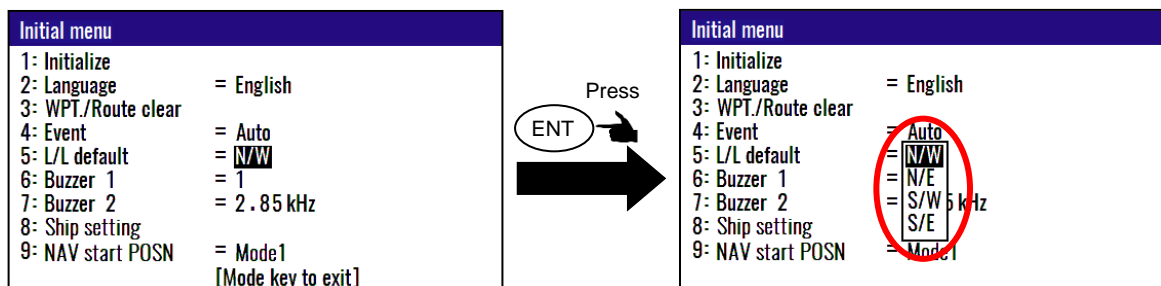 Initial menu
1: Initialize
2: Language = English
3: WPT./Route clear
4: Event = Auto
5: L/L default = N/W
6: Buzzer 1 = 1
7: Buzzer 2 = 2.85 kHz
8: Ship setting
9: NAV start POSN = Mode1
[Mode key to exit]
Press
ENT
Initial menu
1: Initialize
2: Language = English
3: WPT./Route clear
4: Event = Auto
5: L/L default = N/W
6: Buzzer 1 = N/E
7: Buzzer 2 = S/W 5 kHz
8: Ship setting S/E
9: NAV start POSN = Mode1